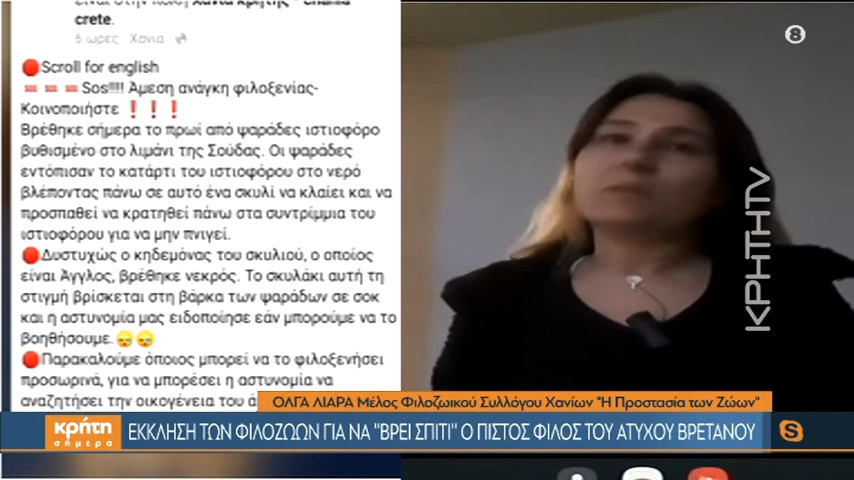 Χανιά κρήτης - chania
crete.
6 ώρες Χανιά
Scroll for english
Sos!!!! Άμεση ανάγκη φιλοξενίας-
Κοινοποιήστε ❗❗❗
Βρέθηκε σήμερα το πρωί από ψαράδες ιστιοφόρο
βυθισμένο στο λιμάνι της Σούδας. Οι ψαράδες
εντόπισαν το κατάρτι του ιστιοφόρου στο νερό
βλέποντας πάνω σε αυτό ένα σκυλί να κλαίει και να
προσπαθεί να κρατηθεί πάνω στα συντρίμμια του
ιστιοφόρου για να μην πνιγεί.
Δυστυχώς ο κηδεμόνας του σκυλιού, ο οποίος
είναι Άγγλος, βρέθηκε νεκρός. Το σκυλάκι αυτή τη
στιγμή βρίσκεται στη βάρκα των ψαράδων σε σοκ
και η αστυνομία μας ειδοποίησε εάν μπορούμε να το
βοηθήσουμε.
Παρακαλούμε όποιος μπορεί να το φιλοξενήσει
προσωρινά, για να μπορέσει η αστυνομία να
αναζητήσει την οικογένεια του
8
ΚΡΗΤΗTV
ΟΛΓΑ ΛΙΑΡΑ Μέλος Φιλοζωικού Συλλόγου Χανίων "Η Προστασία των Ζώων"
κρήτη
σήμερα
ΕΚΚΛΗΣΗ ΤΩΝ ΦΙΛΟΖΩΩΝ ΓΙΑ ΝΑ "ΒΡΕΙ ΣΠΙΤΙ" Ο ΠΙΣΤΟΣ ΦΙΛΟΣ ΤΟΥ ΑΤΥΧΟΥ ΒΡΕΤΑΝΟΥ
S